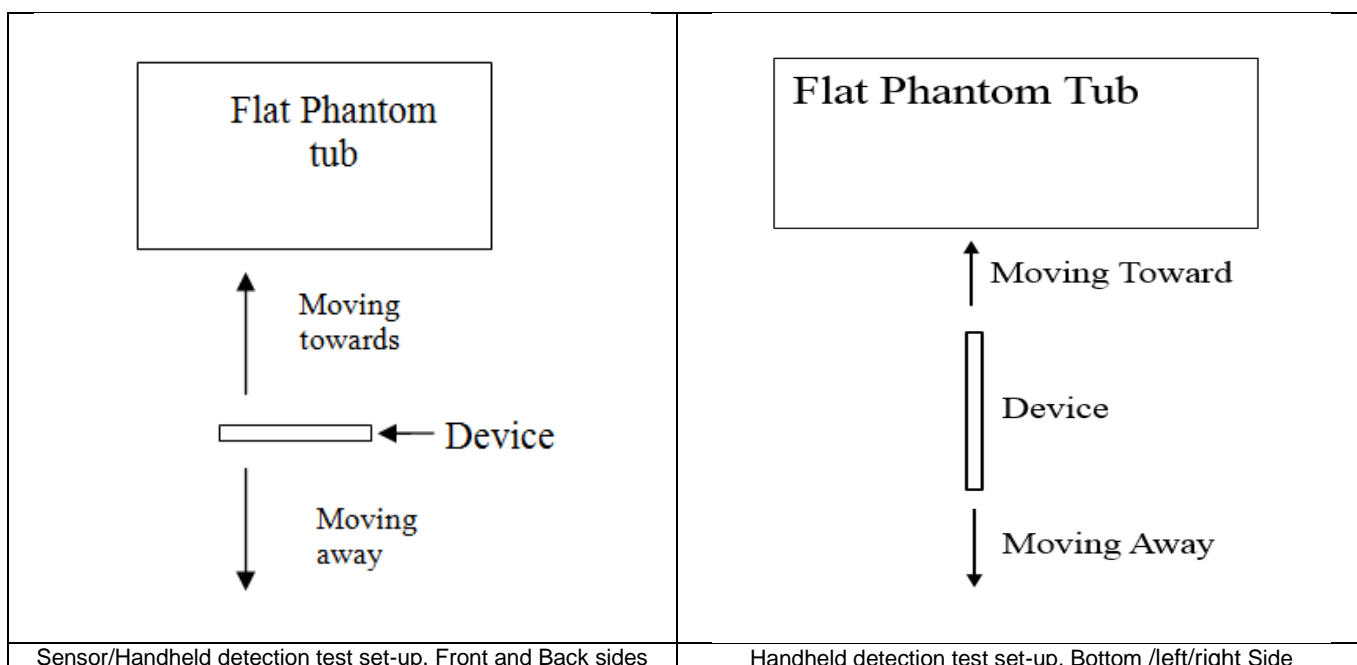 Flat Phantom
tub
Moving
towards
Device
Moving
away
Sensor/Handheld detection test set-up. Front and Back sides
Flat Phantom Tub
Moving Toward
Device
Moving Away
Handheld detection test set-up. Bottom /left/right Side